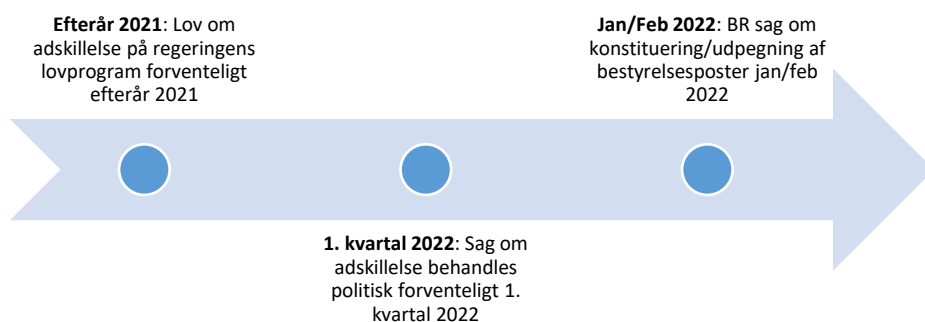 Efterår 2021: Lov om
adskillelse på regeringens
lovprogram forventeligt
efterår 2021
1. kvartal 2022: Sag om
adskillelse behandles
politisk forventeligt 1.
kvartal 2022
Jan/Feb 2022: BR sag om
konstituering/udpegning af
bestyrelsesposter jan/feb
2022